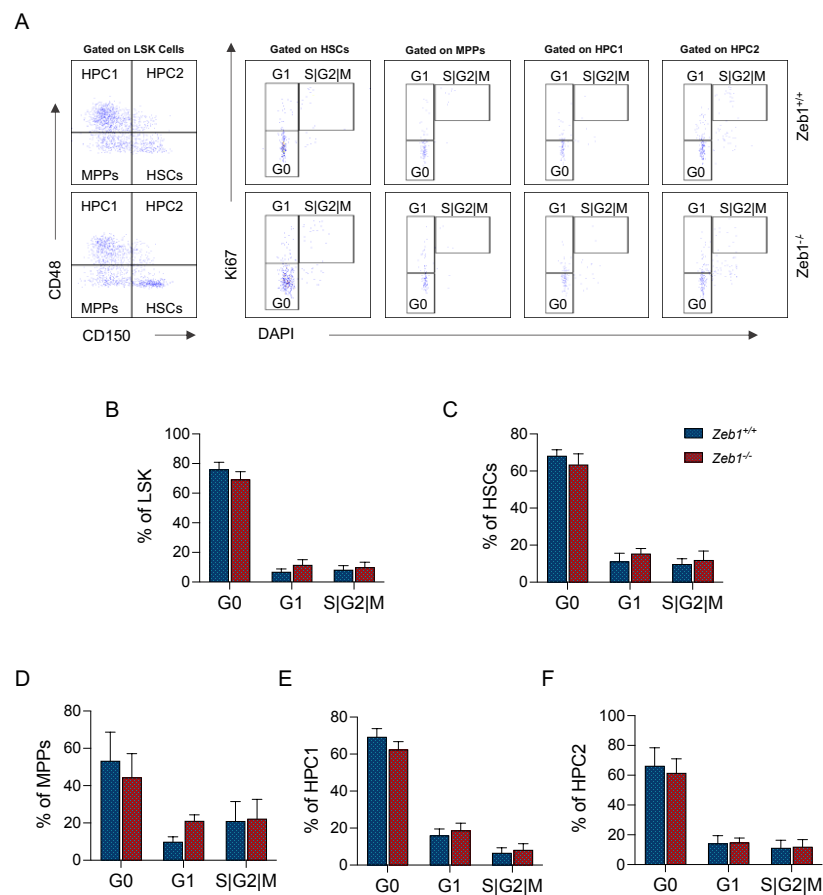 A
Gated on LSK Cells
Gated on HSCs
Gated on MPPs
Gated on HPC1
Gated on HPC2
HPC1 HPC2
MPPs HSCs
G1 S|G2|M
G0
G1 S|G2|M
G0
G1 S|G2|M
G0
G1 S|G2|M
G0
Zeb1+/+
HPC1 HPC2
MPPs HSCs
G1 S|G2|M
G0
G1 S|G2|M
G0
G1 S|G2|M
G0
G1 S|G2|M
G0
Zeb1-/-
CD48
CD150
Ki67
DAPI
B
% of LSK
100
80
60
40
20
0
G0 G1 S|G2|M
C
% of HSCs
80
60
40
20
0
G0 G1 S|G2|M
Zeb1+/+
Zeb1-/-
D
% of MPPs
80
60
40
20
0
G0 G1 S|G2|M
E
% of HPC1
80
60
40
20
0
G0 G1 S|G2|M
F
% of HPC2
100
80
60
40
20
0
G0 G1 S|G2|M